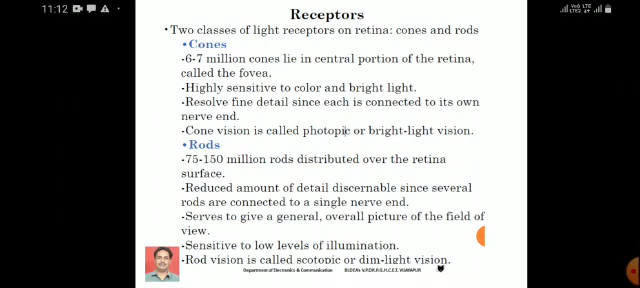 11:12
Voo LTE
Receptors
•Two classes of light receptors on retina: cones and rods
•Cones
-6-7 million cones lie in central portion of the retina,
called the fovea.
-Highly sensitive to color and bright light.
-Resolve fine detail since each is connected to its own
nerve end.
-Cone vision is called photopic or bright-light vision.
•Rods
-75-150 million rods distributed over the retina
surface.
-Reduced amount of detail discernable since several
rods are connected to a single nerve end.
-Serves to give a general, overall picture of the field of
view.
-Sensitive to low levels of illumination.
-Rod vision is called scotopic or dim-light vision.
Department of Electronics & Communication VIJAYAPUR